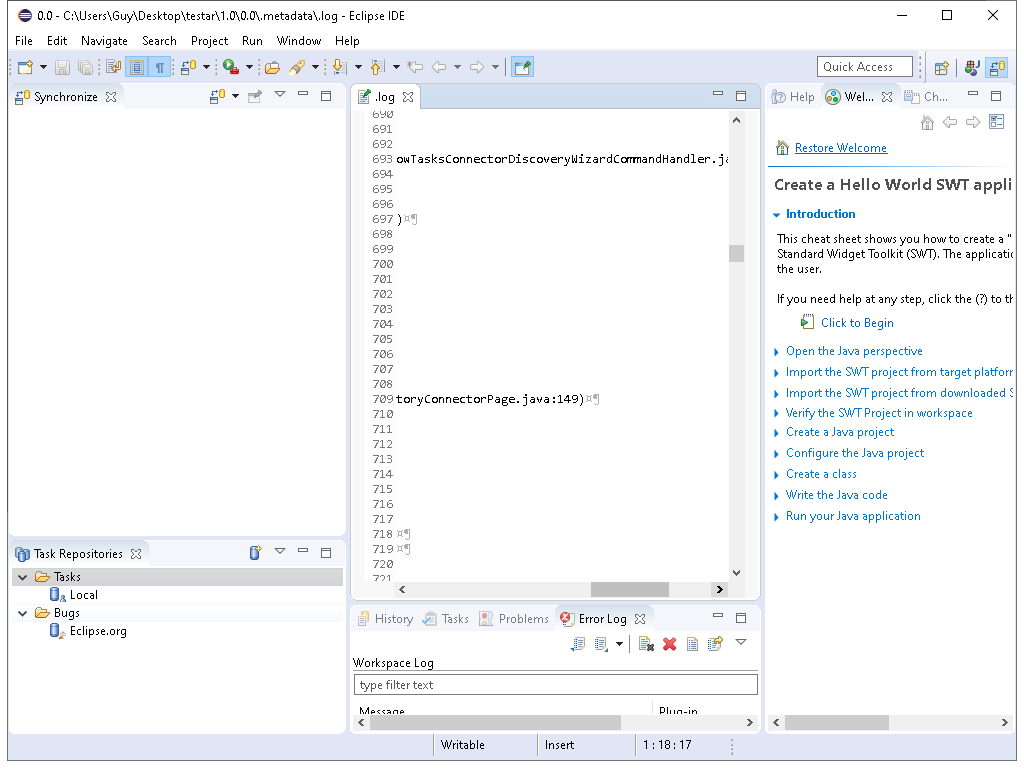 0.0 - C:\Users\Guy\Desktop\testar\1.0\0.0\.metadata\.log - Eclipse IDE
File Edit Navigate Search Project Run Window Help
Quick Access
Synchronize
.log
690
691
692
693 owTasksConnectorDiscoveryWizardCommandHandler.ja
694
695
696
697 )¤¶
698
699
700
701
702
703
704
705
706
707
708
709 toryConnectorPage.java:149)¤¶
710
711
712
713
714
715
716
717
718 ¤¶
719 ¤¶
720
721
Help Wel... Ch...
Restore Welcome
Create a Hello World SWT appli
Introduction
This cheat sheet shows you how to create a "
Standard Widget Toolkit (SWT). The applicatio
the user.
If you need help at any step, click the (?) to th
Click to Begin
Open the Java perspective
Import the SWT project from target platforr
Import the SWT project from downloaded S
Verify the SWT Project in workspace
Create a Java project
Configure the Java project
Create a class
Write the Java code
Run your Java application
Task Repositories
Tasks
Local
Bugs
Eclipse.org
History Tasks Problems Error Log
Workspace Log
type filter text
Message Plug-in
Writable Insert 1 : 18 : 17